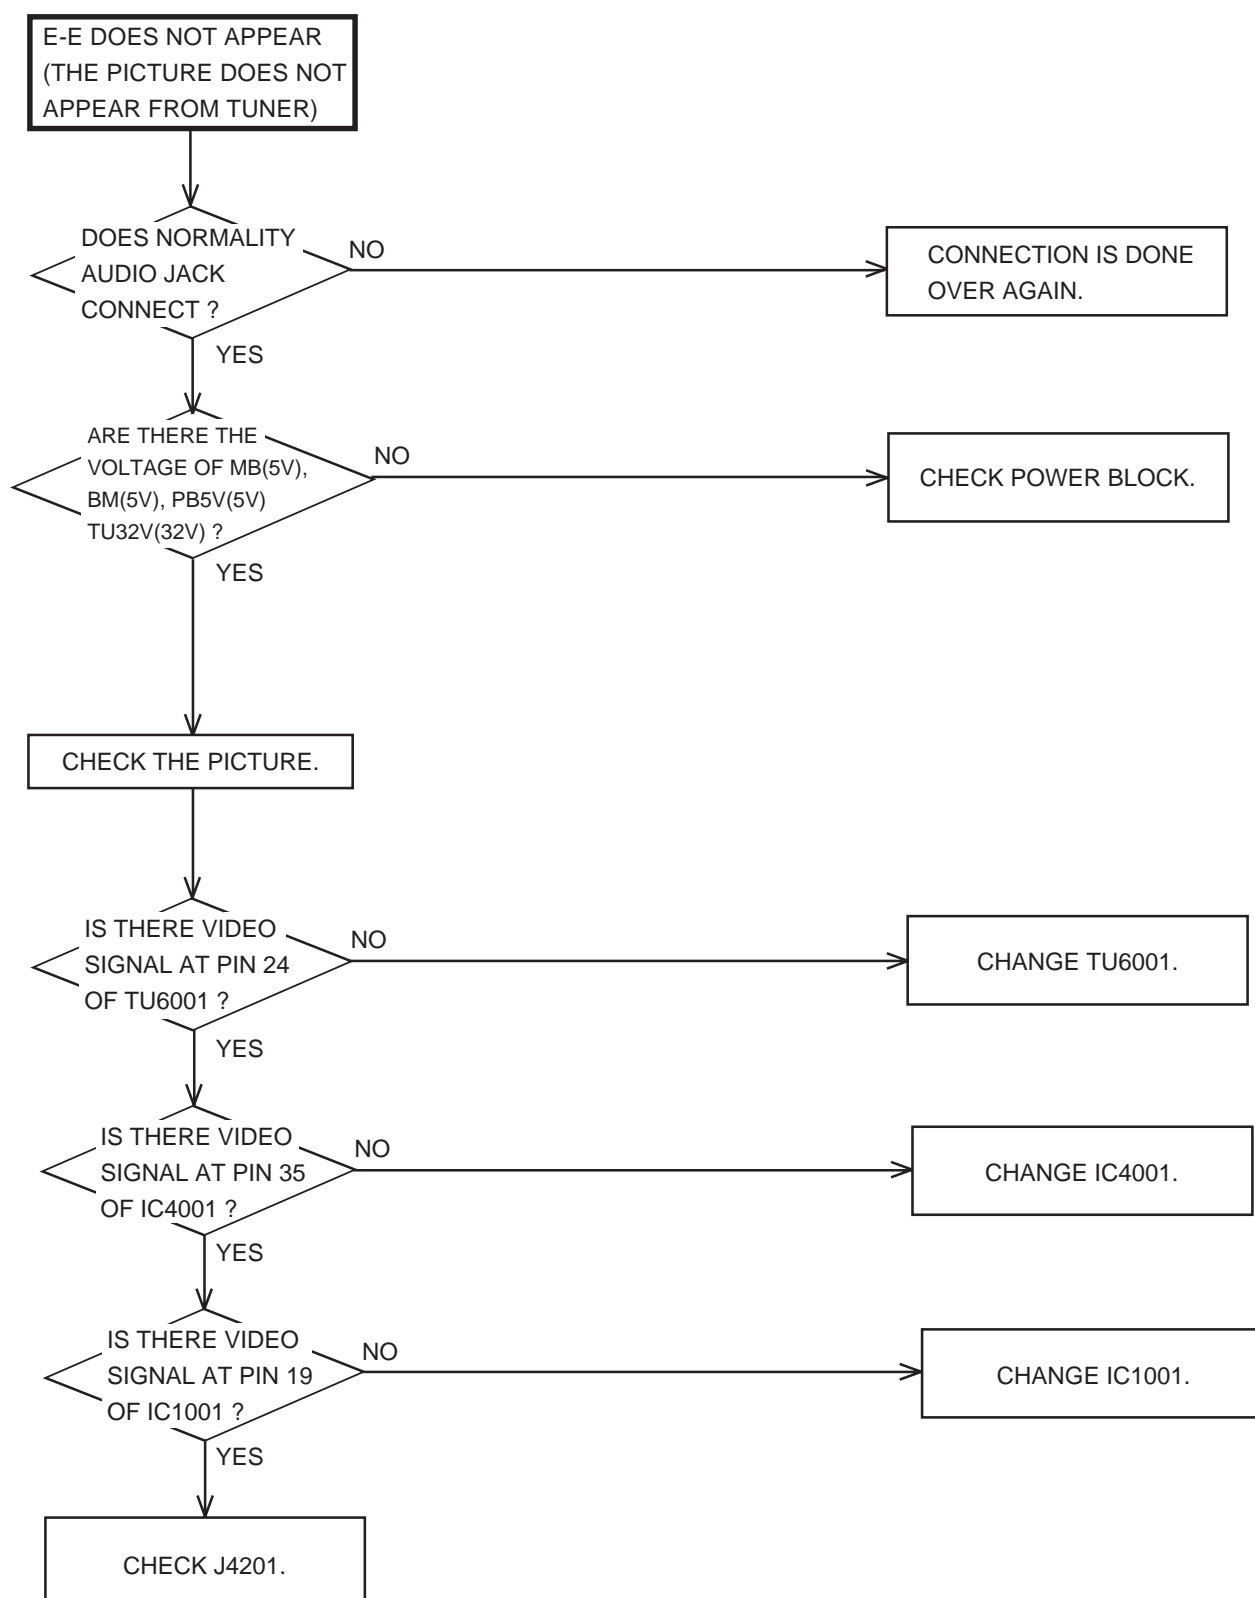 E-E DOES NOT APPEAR
(THE PICTURE DOES NOT
APPEAR FROM TUNER)
DOES NORMALITY
AUDIO JACK
CONNECT ?
NO
CONNECTION IS DONE
OVER AGAIN.
YES
ARE THERE THE
VOLTAGE OF MB(5V),
BM(5V), PB5V(5V)
TU32V(32V) ?
NO
CHECK POWER BLOCK.
YES
CHECK THE PICTURE.
IS THERE VIDEO
SIGNAL AT PIN 24
OF TU6001 ?
NO
CHANGE TU6001.
YES
IS THERE VIDEO
SIGNAL AT PIN 35
OF IC4001 ?
NO
CHANGE IC4001.
YES
IS THERE VIDEO
SIGNAL AT PIN 19
OF IC1001 ?
NO
CHANGE IC1001.
YES
CHECK J4201.